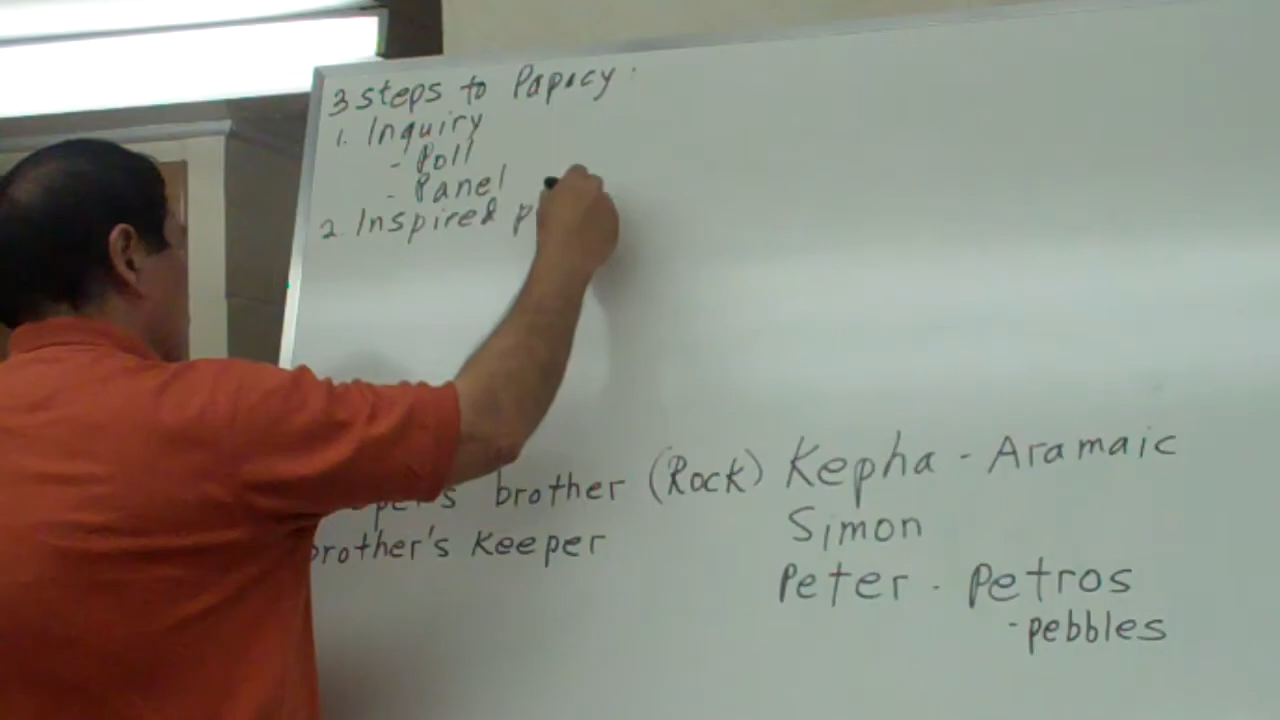 3 steps to Papacy:
1. Inquiry
- Poll
- Panel
2. Inspired p
brother (Rock) Kepha - Aramaic
brother's keeper
Simon
Peter - Petros
- pebbles